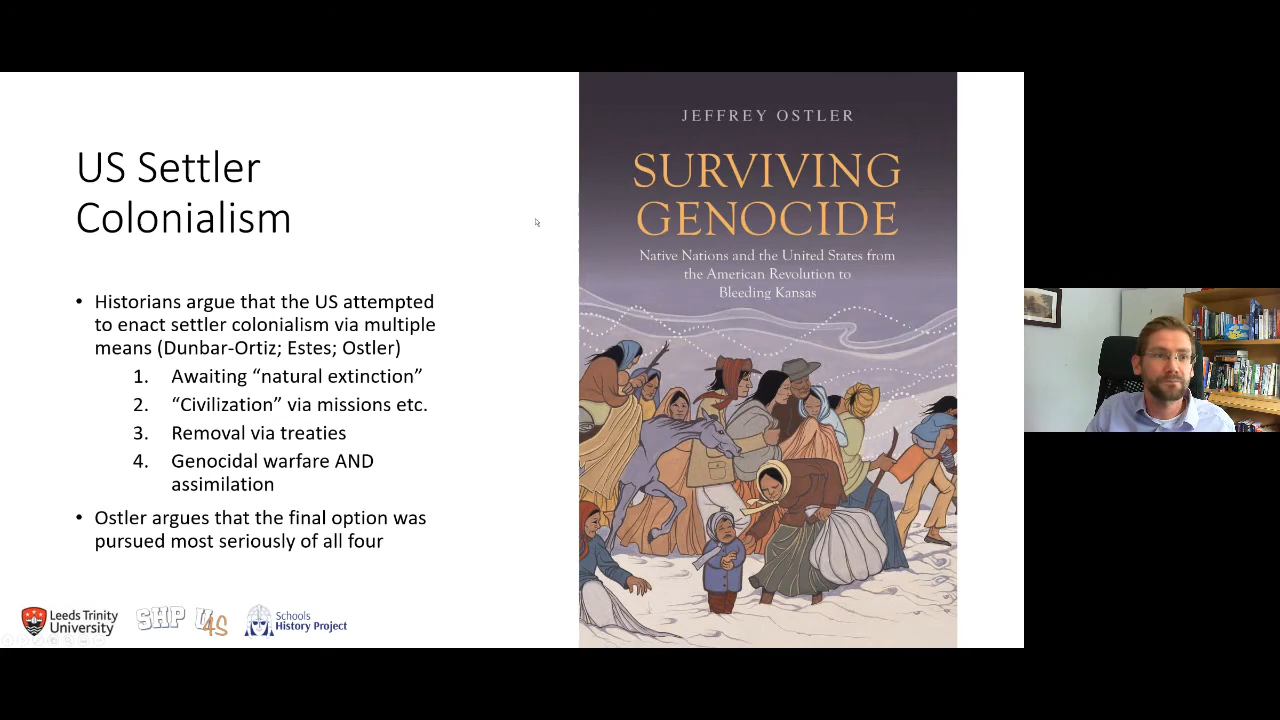 US Settler
Colonialism
• Historians argue that the US attempted
to enact settler colonialism via multiple
means (Dunbar-Ortiz; Estes; Ostler)
1. Awaiting “natural extinction”
2. “Civilization” via missions etc.
3. Removal via treaties
4. Genocidal warfare AND
assimilation
• Ostler argues that the final option was
pursued most seriously of all four
Leeds Trinity
University
SHP
4S
Schools
History Project
JEFFREY OSTLER
SURVIVING
GENOCIDE
Native Nations and the United States from
the American Revolution to
Bleeding Kansas